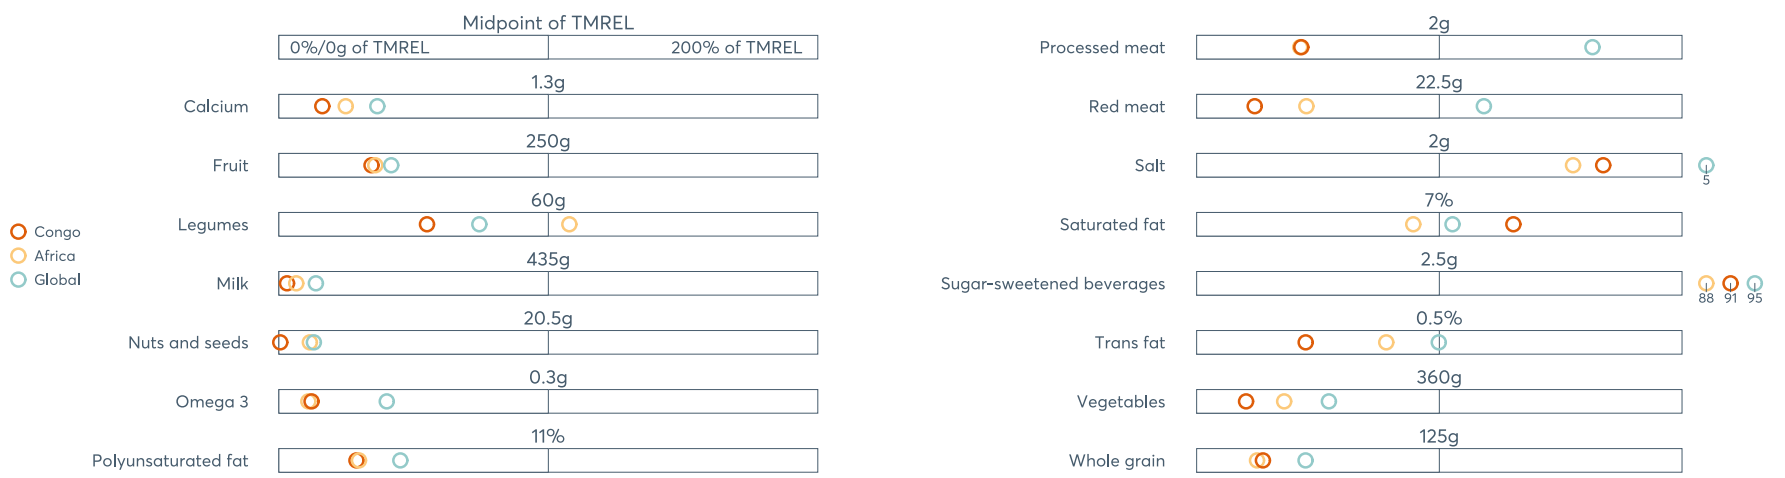 Midpoint of TMREL
0%/0g of TMREL 200% of TMREL
1.3g
Calcium
250g
Fruit
60g
Legumes
435g
Milk
20.5g
Nuts and seeds
0.3g
Omega 3
11%
Polyunsaturated fat
Congo
Africa
Global
2g
Processed meat
22.5g
Red meat
2g
Salt
5
7%
Saturated fat
2.5g
Sugar-sweetened beverages
88 91 95
0.5%
Trans fat
360g
Vegetables
125g
Whole grain